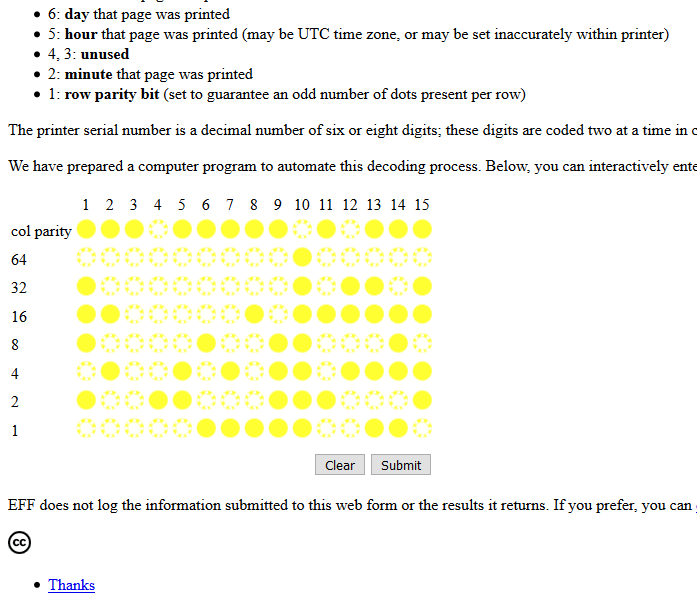 6: day that page was printed
5: hour that page was printed (may be UTC time zone, or may be set inaccurately within printer)
4, 3: unused
2: minute that page was printed
1: row parity bit (set to guarantee an odd number of dots present per row)
The printer serial number is a decimal number of six or eight digits; these digits are coded two at a time in
We have prepared a computer program to automate this decoding process. Below, you can interactively ente
1 2 3 4 5 6 7 8 9 10 11 12 13 14 15
col parity
64
32
16
8
4
2
1
Clear Submit
EFF does not log the information submitted to this web form or the results it returns. If you prefer, you can
cc
Thanks